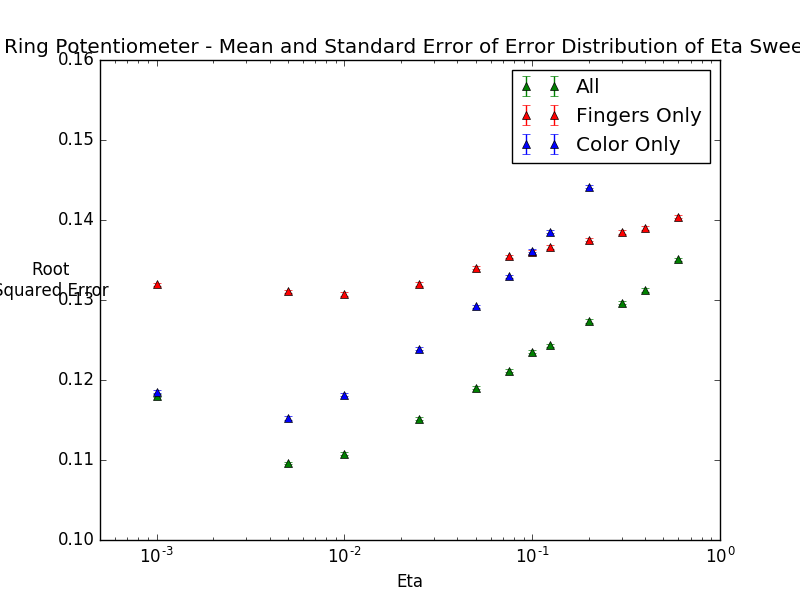 Ring Potentiometer - Mean and Standard Error of Error Distribution of Eta Swee
0.16
All
Fingers Only
Color Only
0.15
0.14
Root
Squared Error
0.13
0.12
0.11
0.10
10^-3
10^-2
10^-1
10^0
Eta